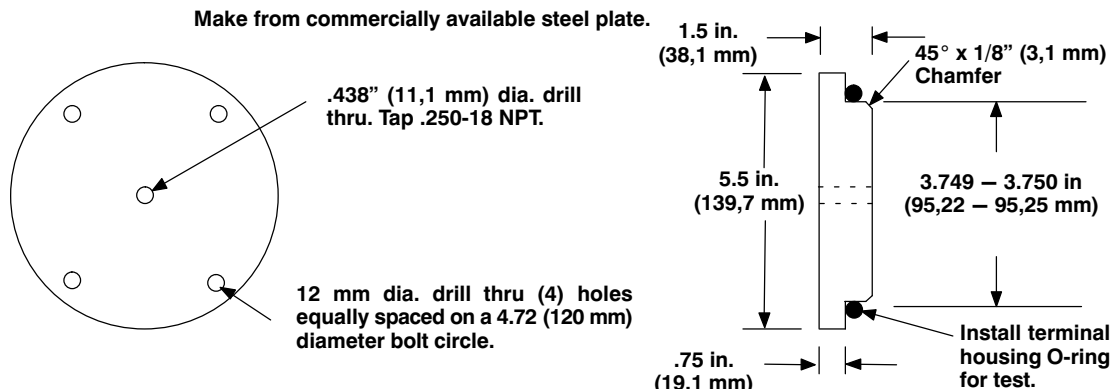 Make from commercially available steel plate.
.438” (11,1 mm) dia. drill
thru. Tap .250-18 NPT.
12 mm dia. drill thru (4) holes
equally spaced on a 4.72 (120 mm)
diameter bolt circle.
1.5 in.
(38,1 mm)
45° x 1/8” (3,1 mm)
Chamfer
5.5 in.
(139,7 mm)
3.749 – 3.750 in
(95,22 – 95,25 mm)
Install terminal
housing O-ring
for test.
.75 in.
(19,1 mm)